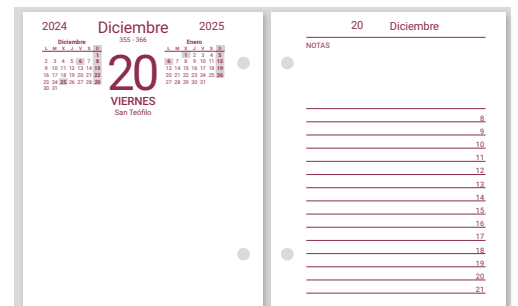 2024 Diciembre 2025
355 - 366
Diciembre
L M X J V S D
1
2 3 4 5 6 7 8
9 10 11 12 13 14 15
16 17 18 19 20 21 22
23 24 25 26 27 28 29
30 31
20
Enero
L M X J V S D
1 2 3 4 5
6 7 8 9 10 11 12
13 14 15 16 17 18 19
20 21 22 23 24 25 26
27 28 29 30 31
VIERNES
San Teófilo
20 Diciembre
NOTAS
8
9
10
11
12
13
14
15
16
17
18
19
20
21